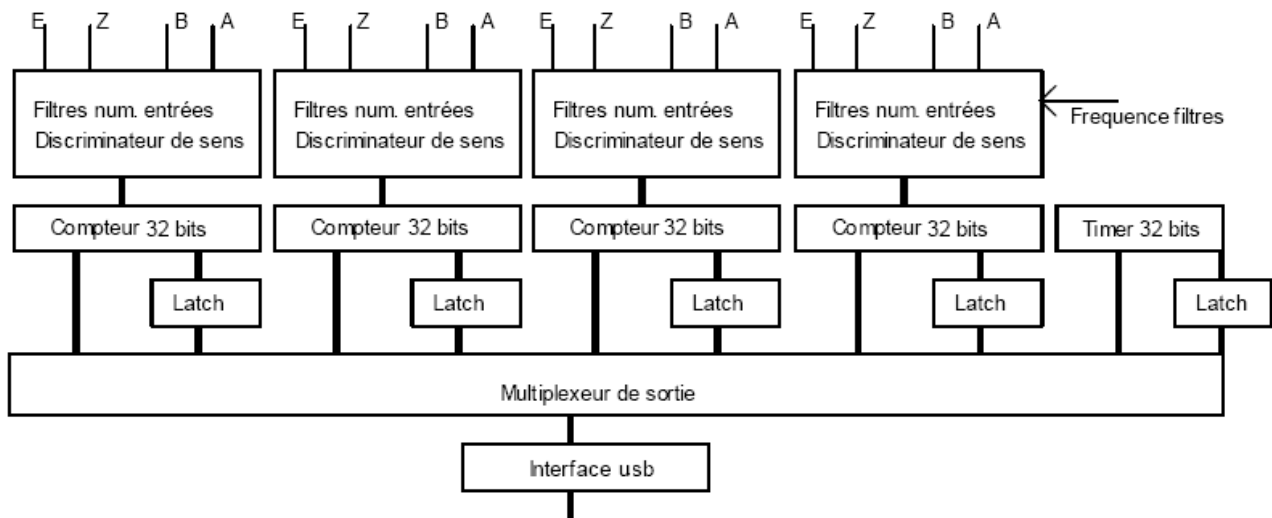 E Z B A E Z B A E Z B A E Z B A
Filtres num. entrées Filtres num. entrées Filtres num. entrées Filtres num. entrées
Frequence filtres
Discriminateur de sens Discriminateur de sens Discriminateur de sens Discriminateur de sens
Compteur 32 bits Compteur 32 bits Compteur 32 bits Compteur 32 bits Timer 32 bits
Latch Latch Latch Latch Latch
Multiplexeur de sortie
Interface usb